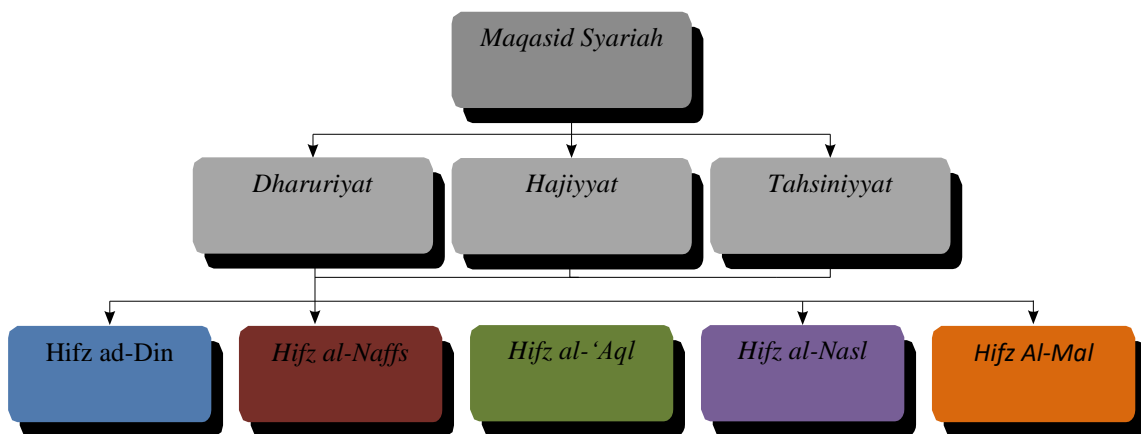 Maqasid Syariah
Dharuriyat
Hajiyyat
Tahsiniyyat
Hifz ad-Din
Hifz al-Naffs
Hifz al-‘Aql
Hifz al-Nasl
Hifz Al-Mal